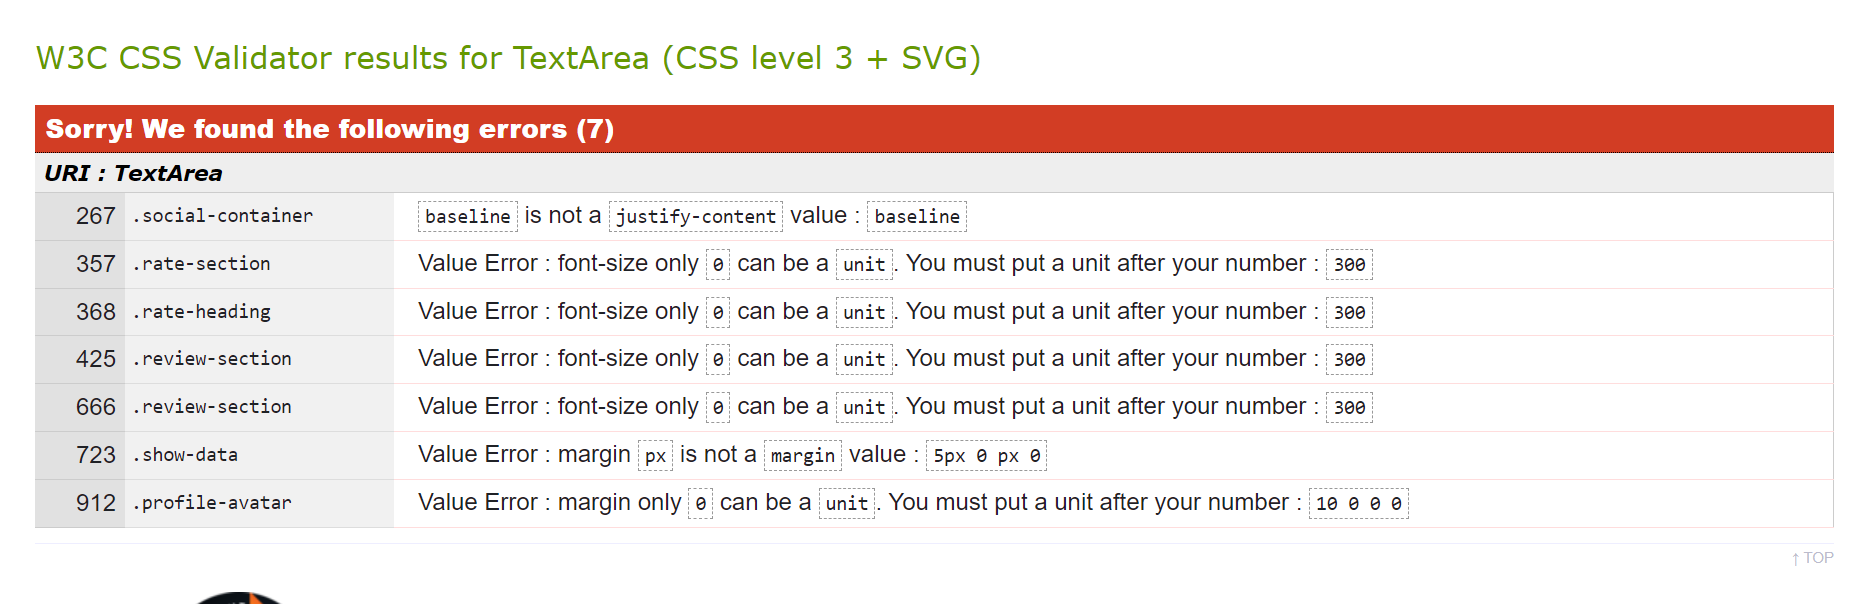 W3C CSS Validator results for TextArea (CSS level 3 + SVG)
Sorry! We found the following errors (7)
URI : TextArea
267 .social-container baseline is not a justify-content value : baseline
357 .rate-section Value Error : font-size only 0 can be a unit. You must put a unit after your number : 300
368 .rate-heading Value Error : font-size only 0 can be a unit. You must put a unit after your number : 300
425 .review-section Value Error : font-size only 0 can be a unit. You must put a unit after your number : 300
666 .review-section Value Error : font-size only 0 can be a unit. You must put a unit after your number : 300
723 .show-data Value Error : margin px is not a margin value : 5px 0 px 0
912 .profile-avatar Value Error : margin only 0 can be a unit. You must put a unit after your number : 10 0 0 0
↑ TOP